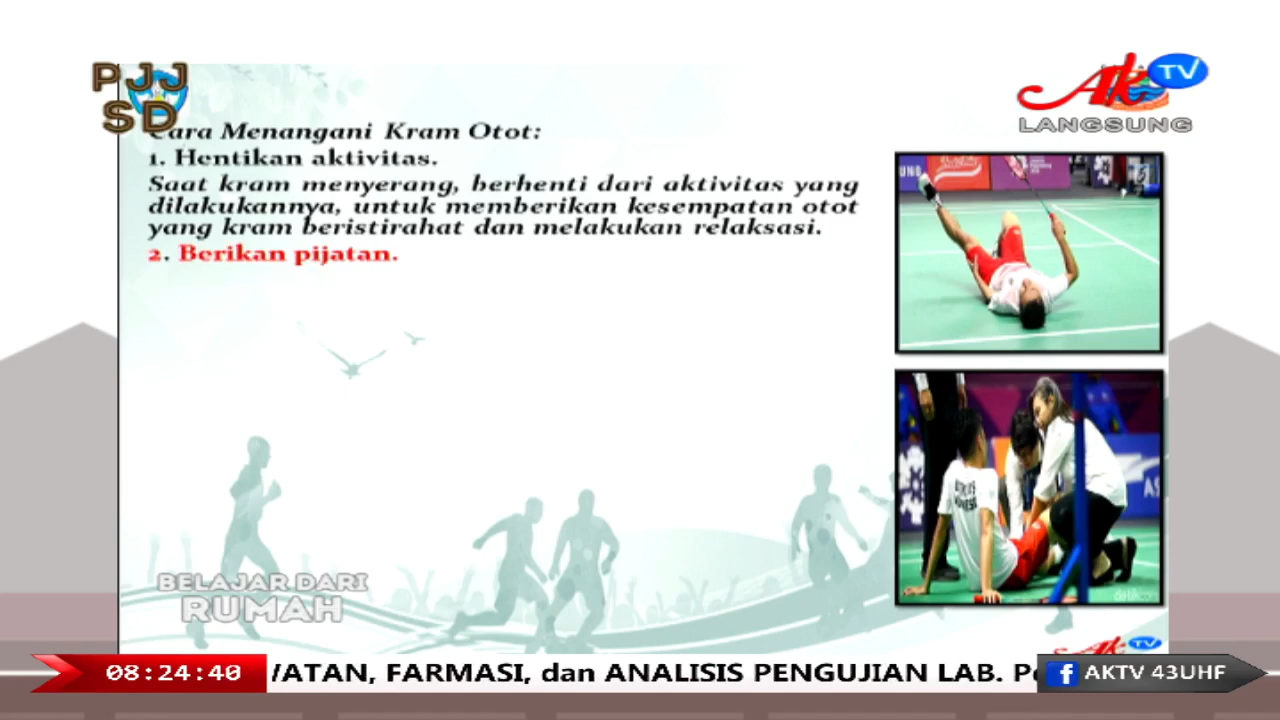 PJJ
SD
Ak TV
LANGSUNG
Cara Menangani Kram Otot:
1. Hentikan aktivitas.
Saat kram menyerang, berhenti dari aktivitas yang
dilakukannya, untuk memberikan kesempatan otot
yang kram beristirahat dan melakukan relaksasi.
2. Berikan pijatan.
BELAJAR DARI
RUMAH
08:24:40
WATAN, FARMASI, dan ANALISIS PENGUJIAN LAB.
AKTV 43UHF